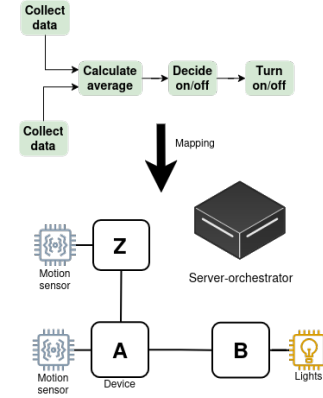 Collect
data
Calculate
average
Decide
on/off
Turn
on/off
Collect
data
Mapping
Z
Motion
sensor
Server-orchestrator
A
B
Motion
sensor
Device
Lights